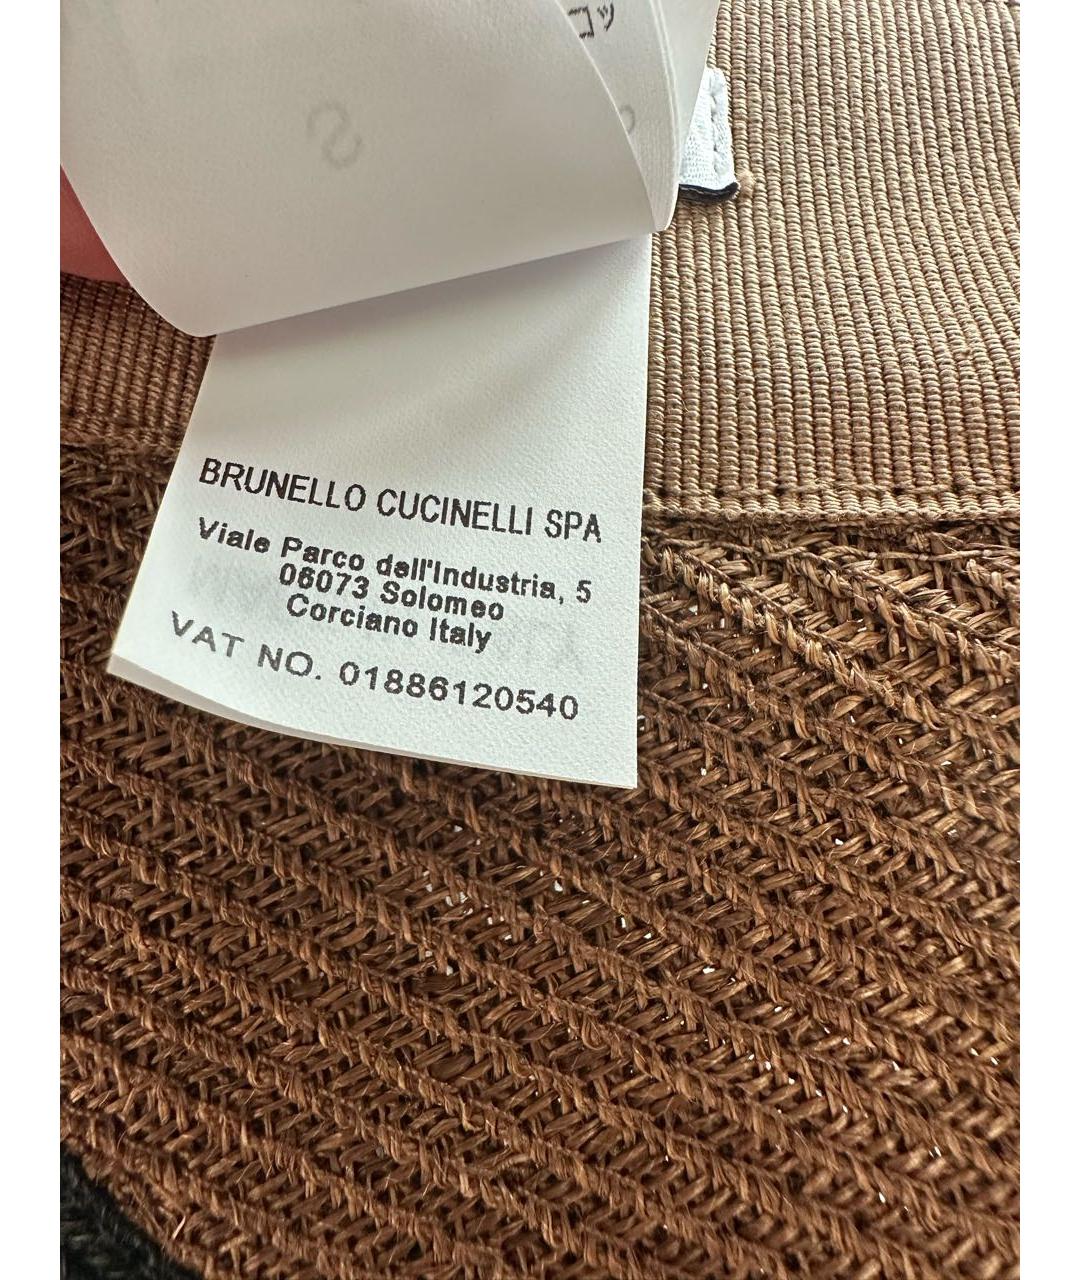 S
BRUNELLO CUCINELLI SPA
Viale Parco dell'Industria, 5
06073 Solomeo
Corciano Italy
VAT NO. 01886120540